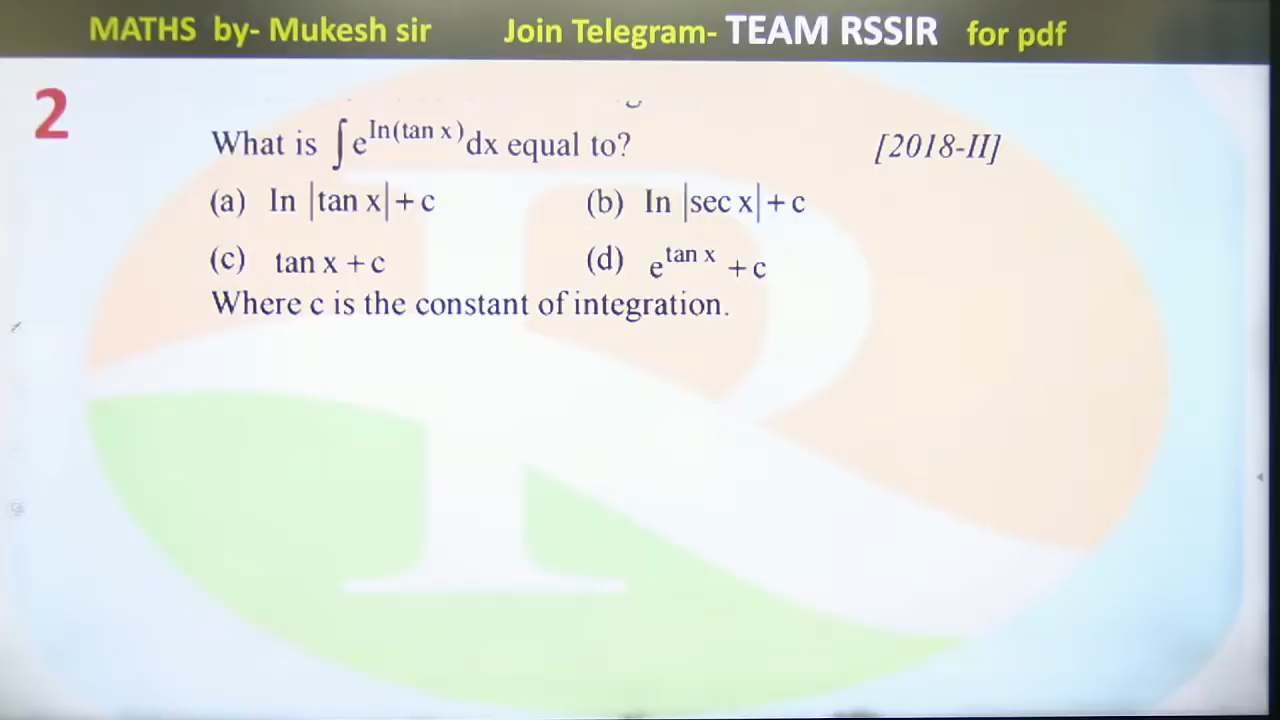 MATHS by- Mukesh sir Join Telegram- TEAM RSSIR for pdf
2
What is ∫e^ln(tan x) dx equal to? [2018-II]
(a) ln |tan x| + c (b) ln |sec x| + c
(c) tan x + c (d) e^tan x + c
Where c is the constant of integration.